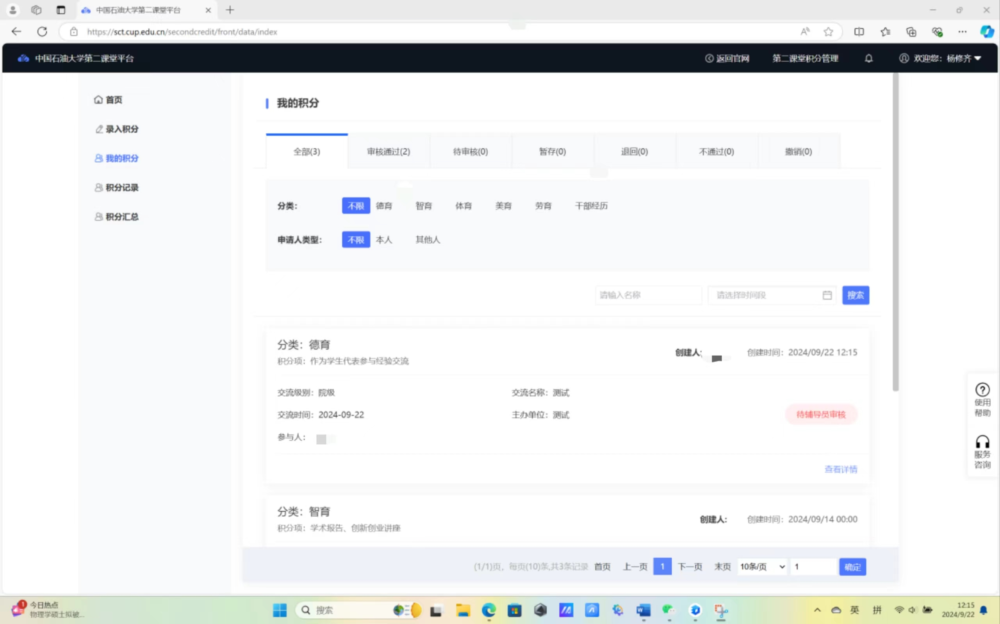 中国石油大学第二课堂平台
https://sct.cup.edu.cn/secondcredit/front/data/index
中国石油大学第二课堂平台
返回官网 第二课堂积分管理 欢迎您：杨修齐
首页
录入积分
我的积分
积分记录
积分汇总
我的积分
全部(3) 审核通过(2) 待审核(0) 暂存(0) 退回(0) 不通过(0) 撤销(0)
分类： 不限 德育 智育 体育 美育 劳育 干部经历
申请人类型： 不限 本人 其他人
请输入名称 请选择时间段 搜索
分类：德育
积分项：作为学生代表参与经验交流
创建人: 创建时间：2024/09/22 12:15
交流级别：院级 交流名称：测试
交流时间：2024-09-22 主办单位：测试
待辅导员审核
参与人：
查看详情
分类：智育
积分项：学术报告、创新创业讲座
创建人: 创建时间：2024/09/14 00:00
(1/1)页，每页(10)条,共3条记录 首页 上一页 1 下一页 末页 10条/页 1 确定
使用
帮助
服务
咨询
1
今日热点
物理学硕士拟被...
搜索
英 拼
12:15
2024/9/22